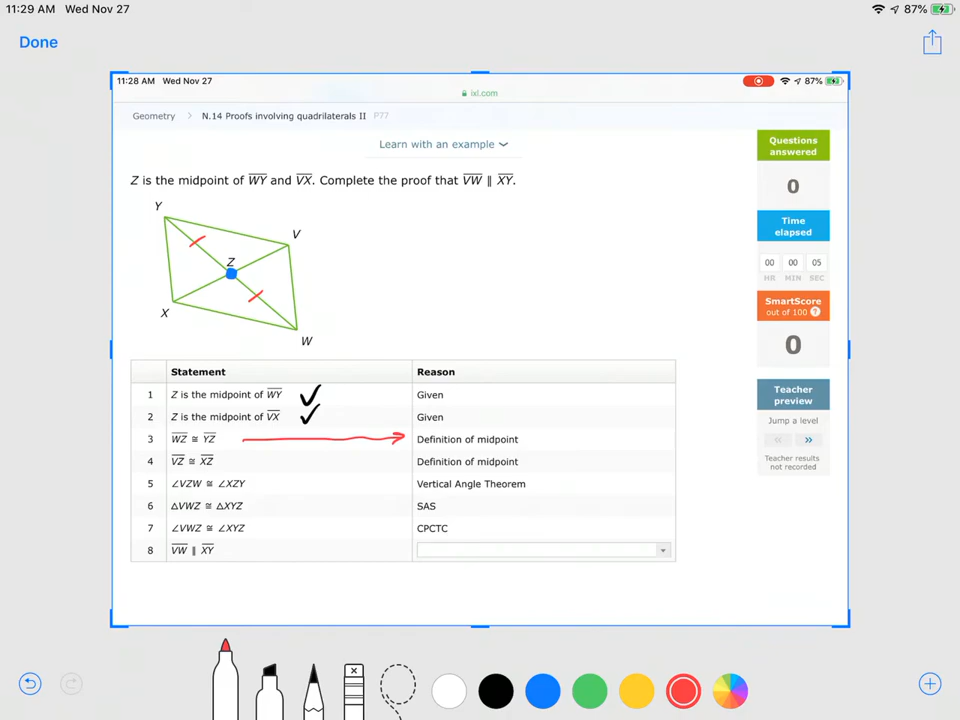 11:29 AM Wed Nov 27 87%
Done
11:28 AM Wed Nov 27 87%
ixl.com
Geometry > N.14 Proofs involving quadrilaterals II P77
Learn with an example
Questions answered
0
Time elapsed
00 00 05
HR MIN SEC
SmartScore
out of 100 ?
0
Teacher preview
Jump a level
« »
Teacher results not recorded
Z is the midpoint of WY and VX. Complete the proof that VW ∥ XY.
Y
V
Z
X
W
Statement Reason
1 Z is the midpoint of WY Given
2 Z is the midpoint of VX Given
3 WZ ≅ YZ Definition of midpoint
4 VZ ≅ XZ Definition of midpoint
5 ∠VZW ≅ ∠XZY Vertical Angle Theorem
6 △VWZ ≅ △XYZ SAS
7 ∠VWZ ≅ ∠XYZ CPCTC
8 VW ∥ XY